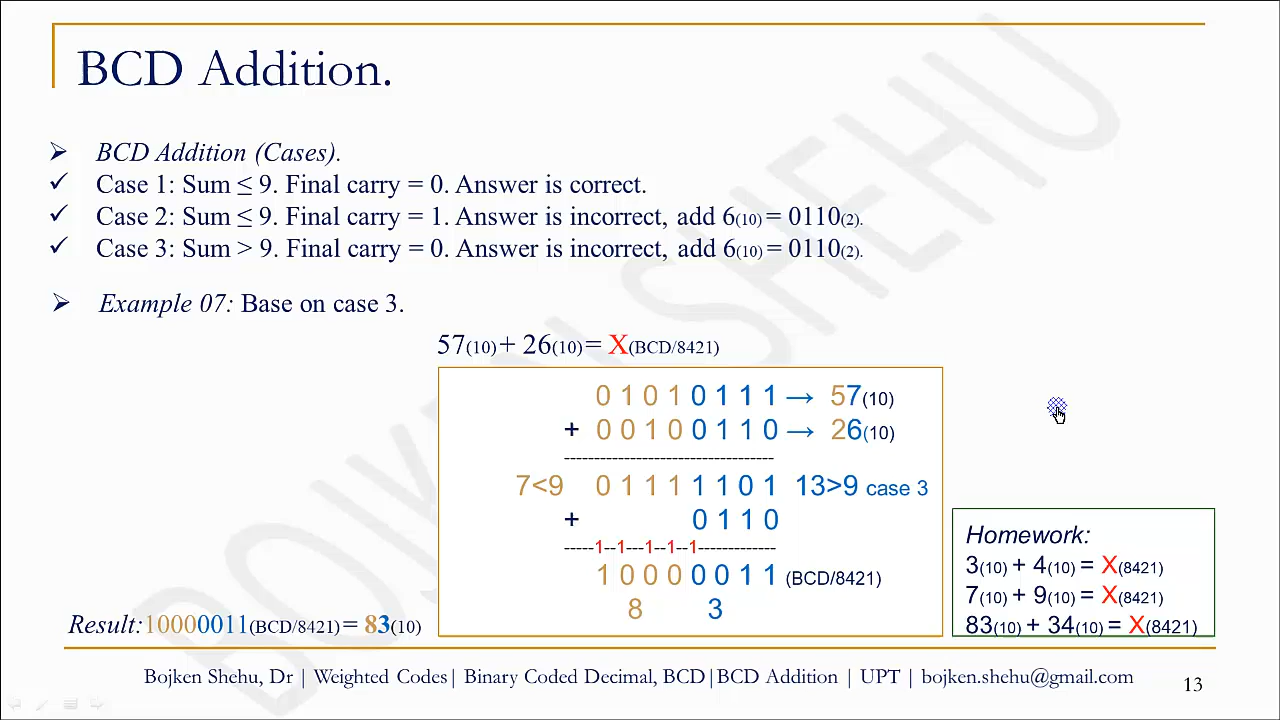 BCD Addition.
BCD Addition (Cases).
Case 1: Sum ≤ 9. Final carry = 0. Answer is correct.
Case 2: Sum ≤ 9. Final carry = 1. Answer is incorrect, add 6(10) = 0110(2).
Case 3: Sum > 9. Final carry = 0. Answer is incorrect, add 6(10) = 0110(2).
Example 07: Base on case 3.
57(10) + 26(10) = X(BCD/8421)
0 1 0 1 0 1 1 1 → 57(10)
+ 0 0 1 0 0 1 1 0 → 26(10)
-----------------------------------
7<9 0 1 1 1 1 1 0 1 13>9 case 3
+ 0 1 1 0
-----1--1---1--1--1-------------
1 0 0 0 0 0 1 1 (BCD/8421)
8 3
Result:10000011(BCD/8421) = 83(10)
Homework:
3(10) + 4(10) = X(8421)
7(10) + 9(10) = X(8421)
83(10) + 34(10) = X(8421)
Bojken Shehu, Dr | Weighted Codes| Binary Coded Decimal, BCD|BCD Addition | UPT | bojken.shehu@gmail.com
13
BOJKEN SHEHU